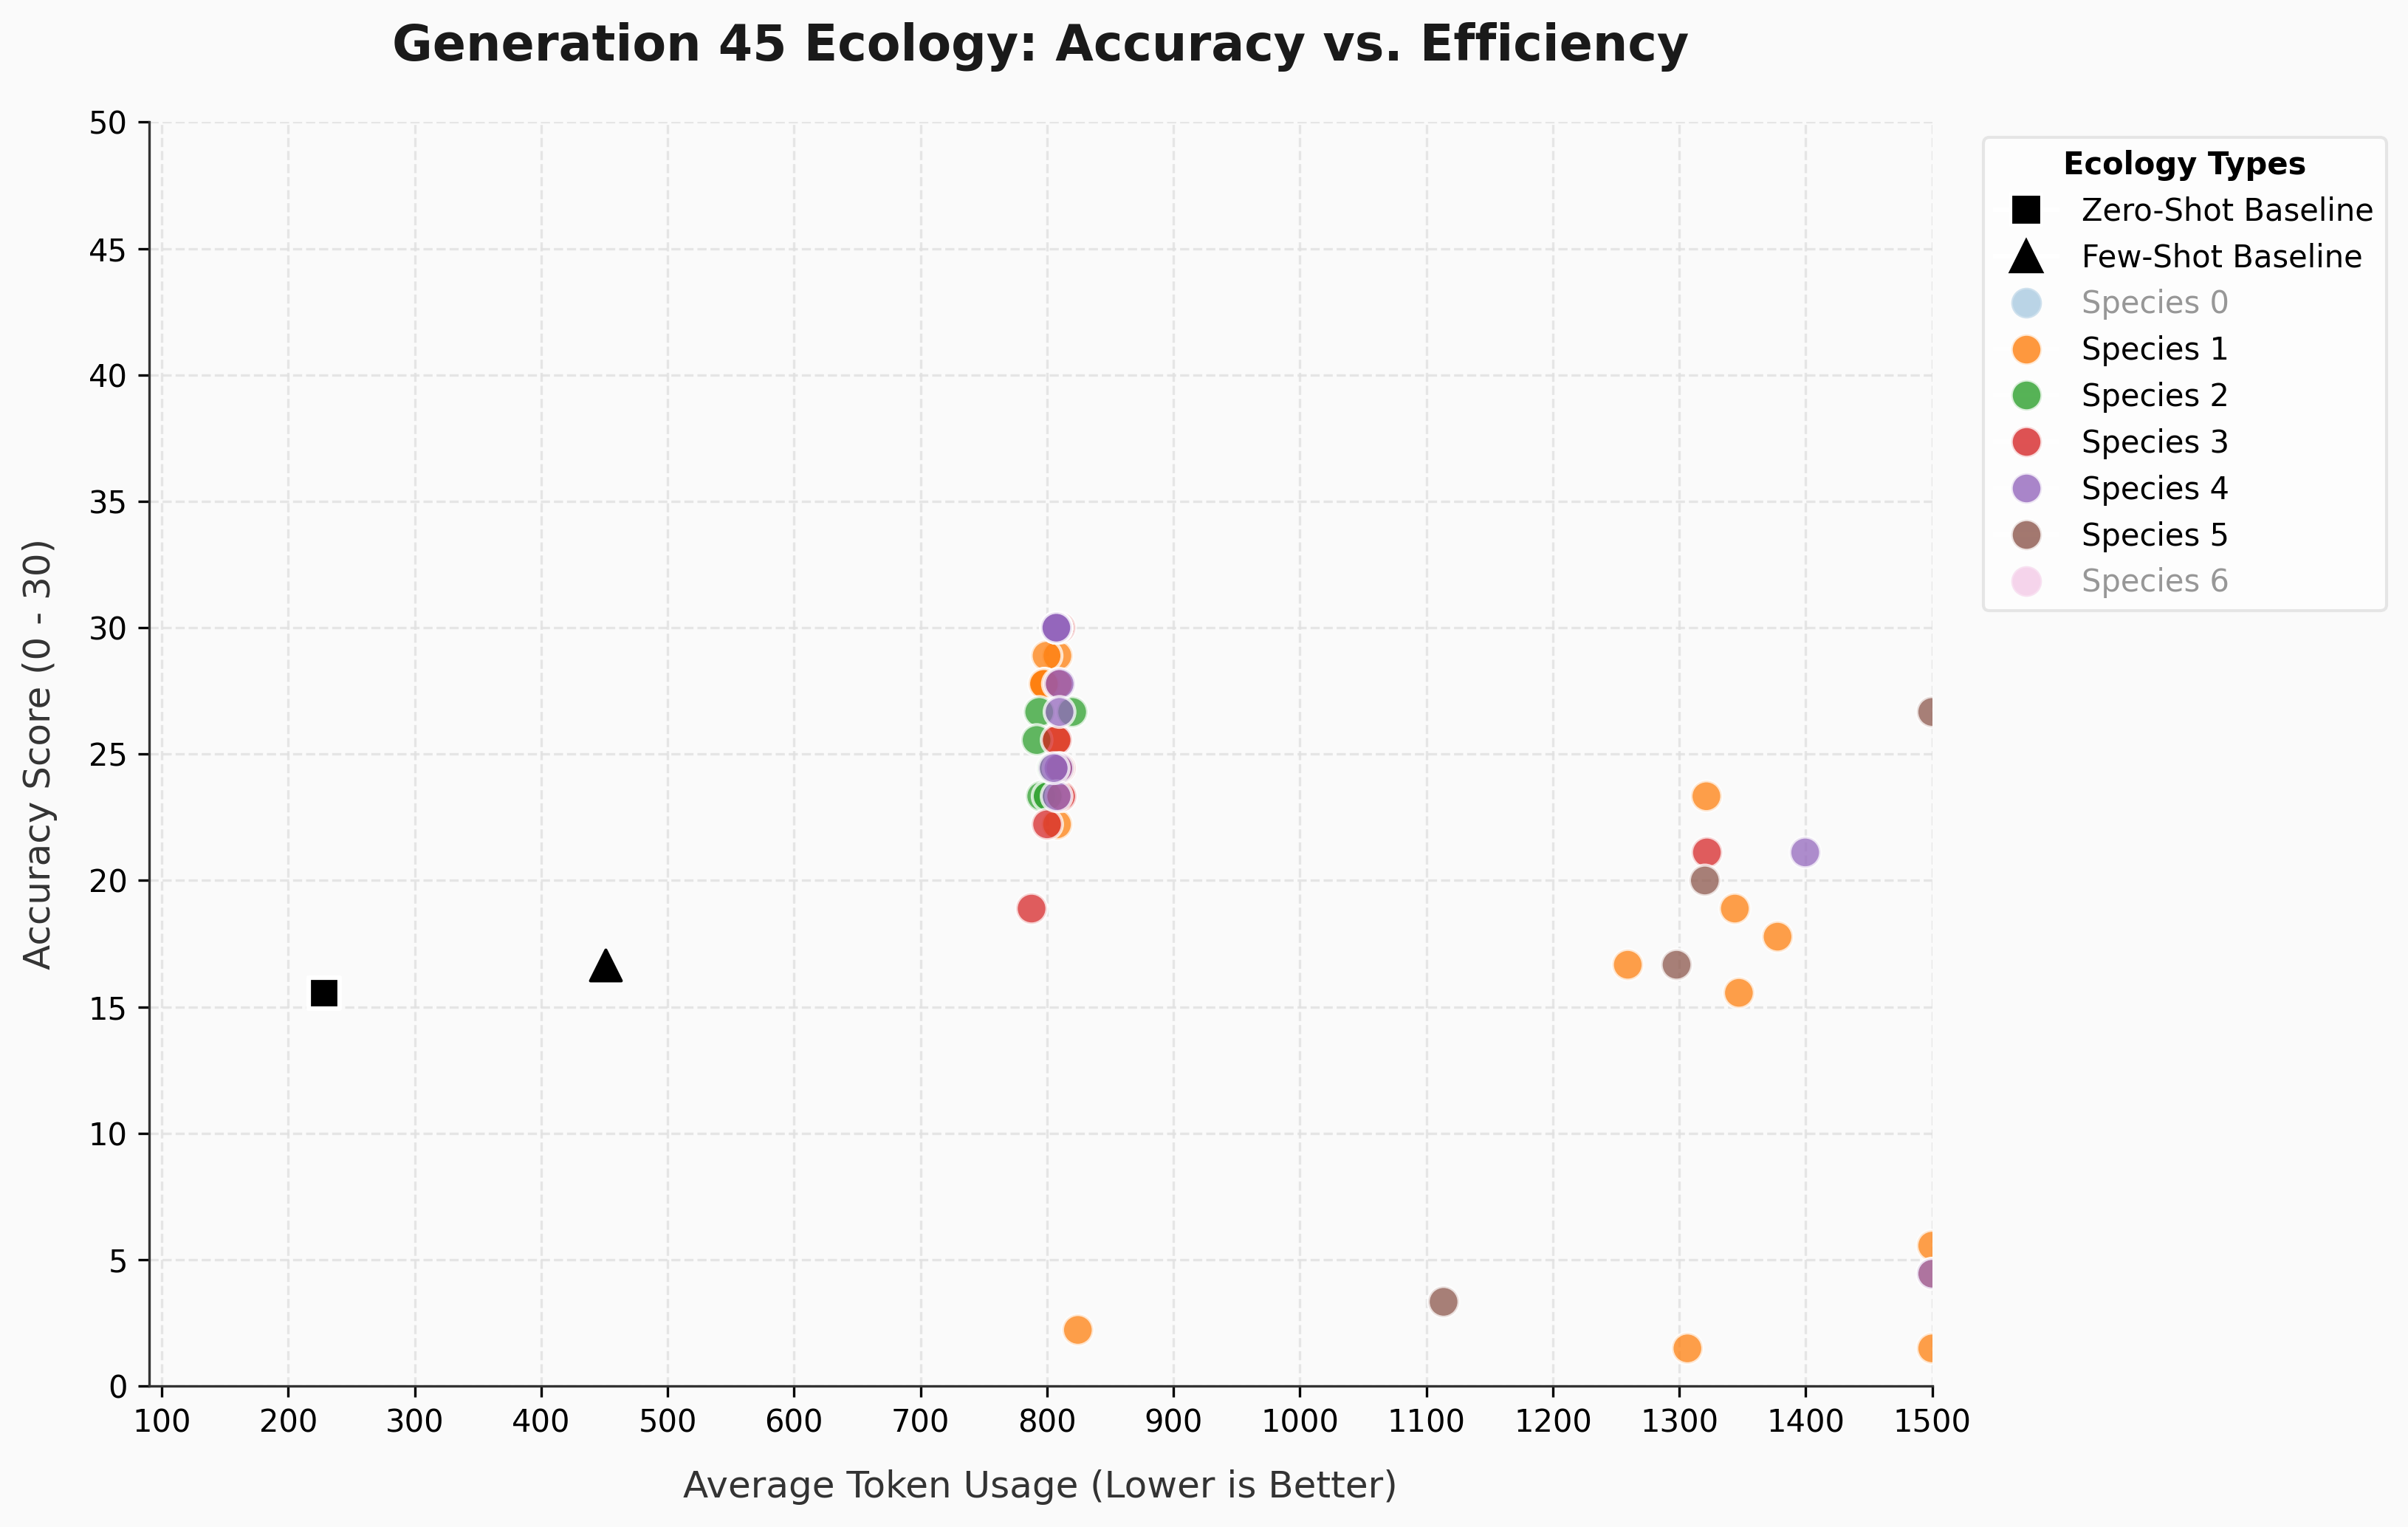 Generation 45 Ecology: Accuracy vs. Efficiency
50
45
40
35
30
25
20
15
10
5
0
Accuracy Score (0 - 30)
100 200 300 400 500 600 700 800 900 1000 1100 1200 1300 1400 1500
Average Token Usage (Lower is Better)
Ecology Types
Zero-Shot Baseline
Few-Shot Baseline
Species 0
Species 1
Species 2
Species 3
Species 4
Species 5
Species 6